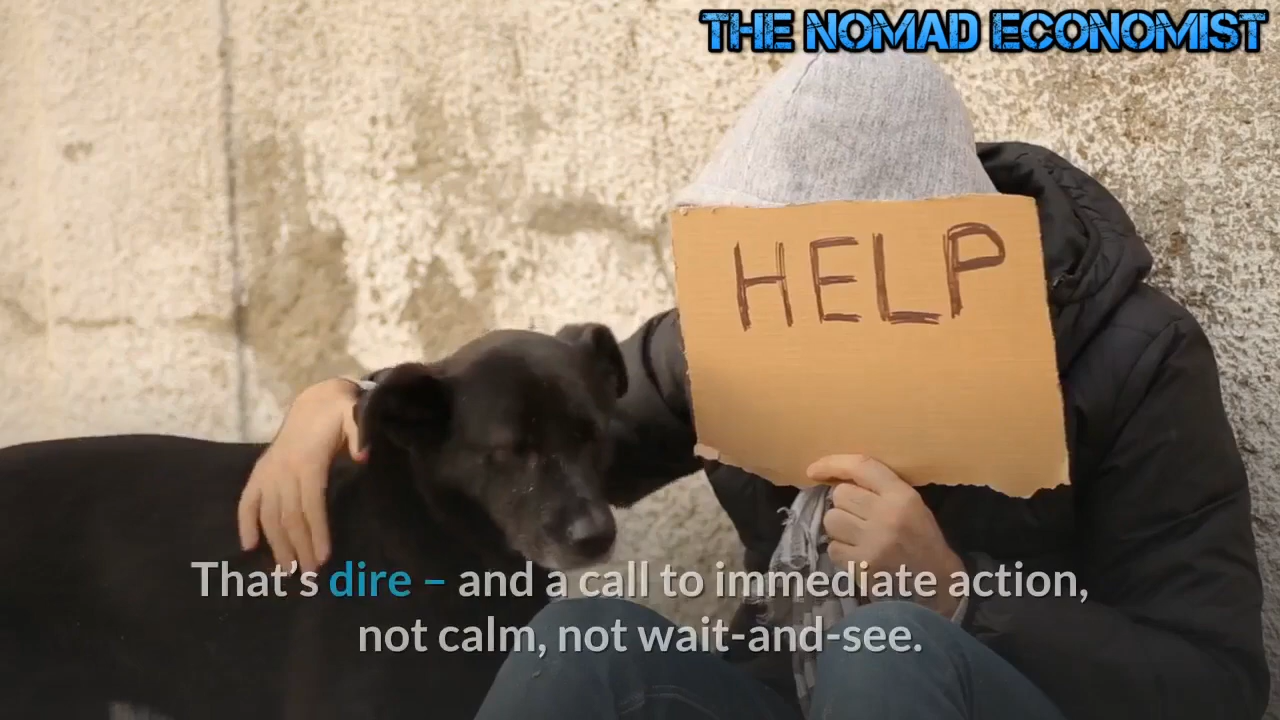 THE NOMAD ECONOMIST
HELP
That's dire – and a call to immediate action,
not calm, not wait-and-see.